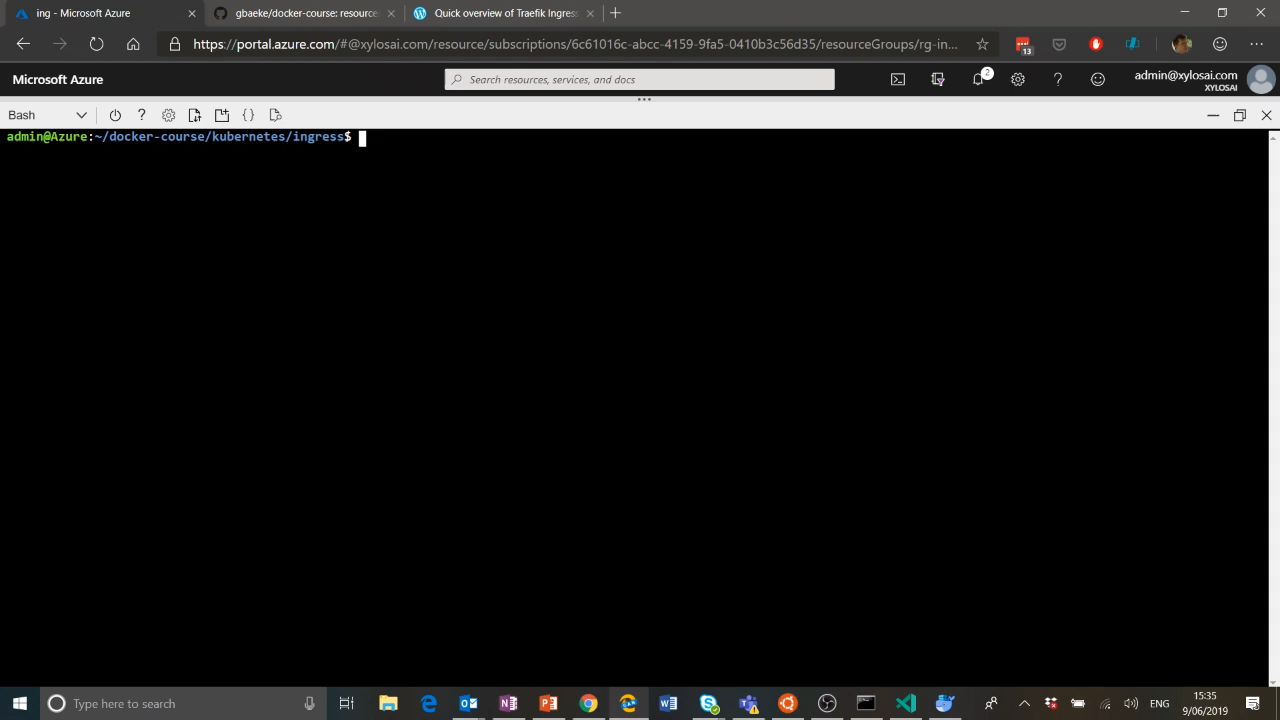 ing - Microsoft Azure
gbaeke/docker-course: resource
Quick overview of Traefik Ingress
https://portal.azure.com/#@xylosai.com/resource/subscriptions/6c61016c-abcc-4159-9fa5-0410b3c56d35/resourceGroups/rg-in...
13
Microsoft Azure
Search resources, services, and docs
2
admin@xylosai.com
XYLOSAI
Bash
admin@Azure:~/docker-course/kubernetes/ingress$
Type here to search
ENG
15:35
9/06/2019